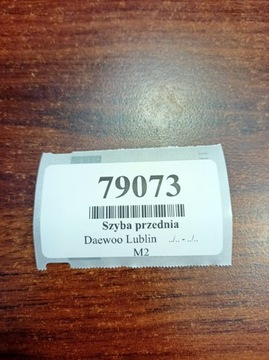 79073
Szyba przednia
Daewoo Lublin ../.. - ../..
M2